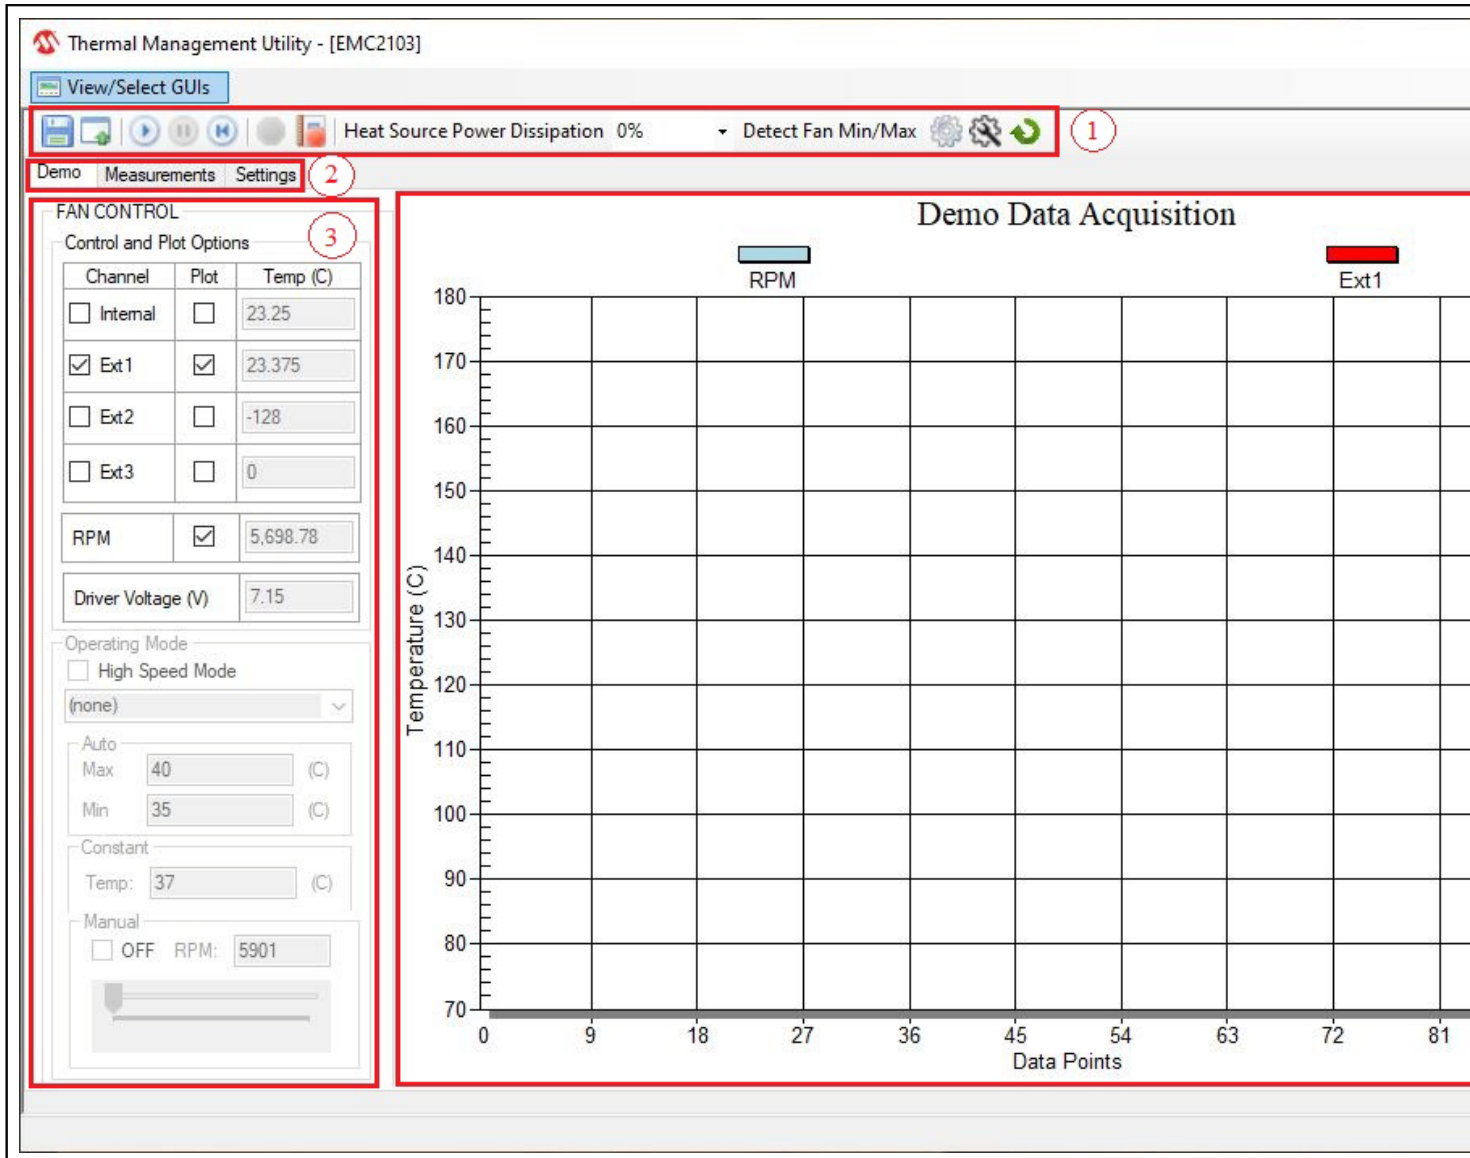 Thermal Management Utility - [EMC2103]
View/Select GUIs
Heat Source Power Dissipation 0% Detect Fan Min/Max 1
Demo Measurements Settings 2
FAN CONTROL
Control and Plot Options 3
Channel Plot Temp (C)
Internal 23.25
Ext1 23.375
Ext2 -128
Ext3 0
RPM 5,698.78
Driver Voltage (V) 7.15
Operating Mode
High Speed Mode
(none)
Auto
Max 40 (C)
Min 35 (C)
Constant
Temp: 37 (C)
Manual
OFF RPM: 5901
Demo Data Acquisition
RPM Ext1
180
170
160
150
140
130
120
110
100
90
80
70
Temperature (C)
0 9 18 27 36 45 54 63 72 81
Data Points